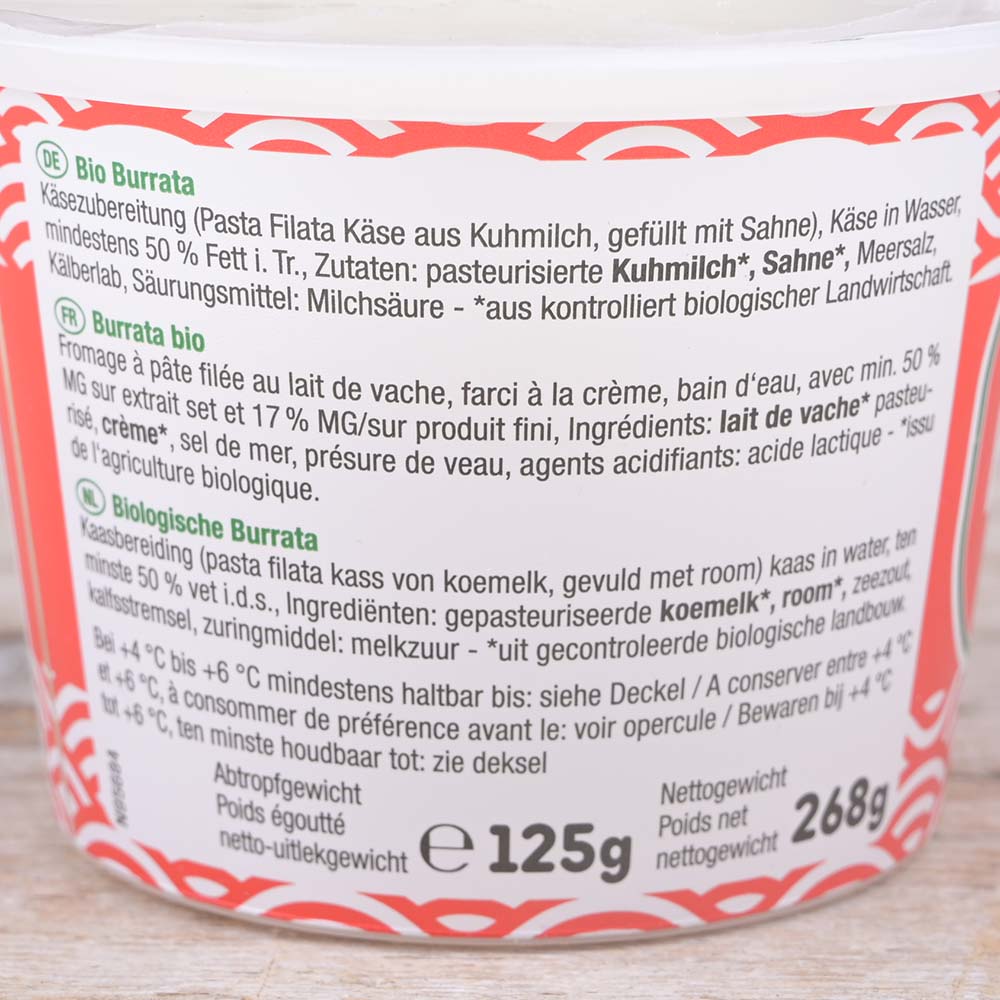 DE Bio Burrata
Käsezubereitung (Pasta Filata Käse aus Kuhmilch, gefüllt mit Sahne), Käse in Wasser,
mindestens 50 % Fett i. Tr., Zutaten: pasteurisierte Kuhmilch*, Sahne*, Meersalz,
Kälberlab, Säurungsmittel: Milchsäure - *aus kontrolliert biologischer Landwirtschaft.
FR Burrata bio
Fromage à pâte filée au lait de vache, farci à la crème, bain d'eau, avec min. 50 %
MG sur extrait set et 17 % MG/sur produit fini, Ingrédients: lait de vache* pasteu-
risé, crème*, sel de mer, présure de veau, agents acidifiants: acide lactique - *issu
de l'agriculture biologique.
NL Biologische Burrata
Kaasbereiding (pasta filata kass von koemelk, gevuld met room) kaas in water, ten
minste 50 % vet i.d.s., Ingrediënten: gepasteuriseerde koemelk*, room*, zeezout,
kalfsstremsel, zuringmiddel: melkzuur - *uit gecontroleerde biologische landbouw.
Bei +4 °C bis +6 °C mindestens haltbar bis: siehe Deckel / A conserver entre +4 °C
et +6 °C, à consommer de préférence avant le: voir opercule / Bewaren bij +4 °C
tot +6 °C, ten minste houdbaar tot: zie deksel
N95684
Abtropfgewicht
Poids égoutté
netto-uitlekgewicht
℮ 125g
Nettogewicht
Poids net
nettogewicht
268g